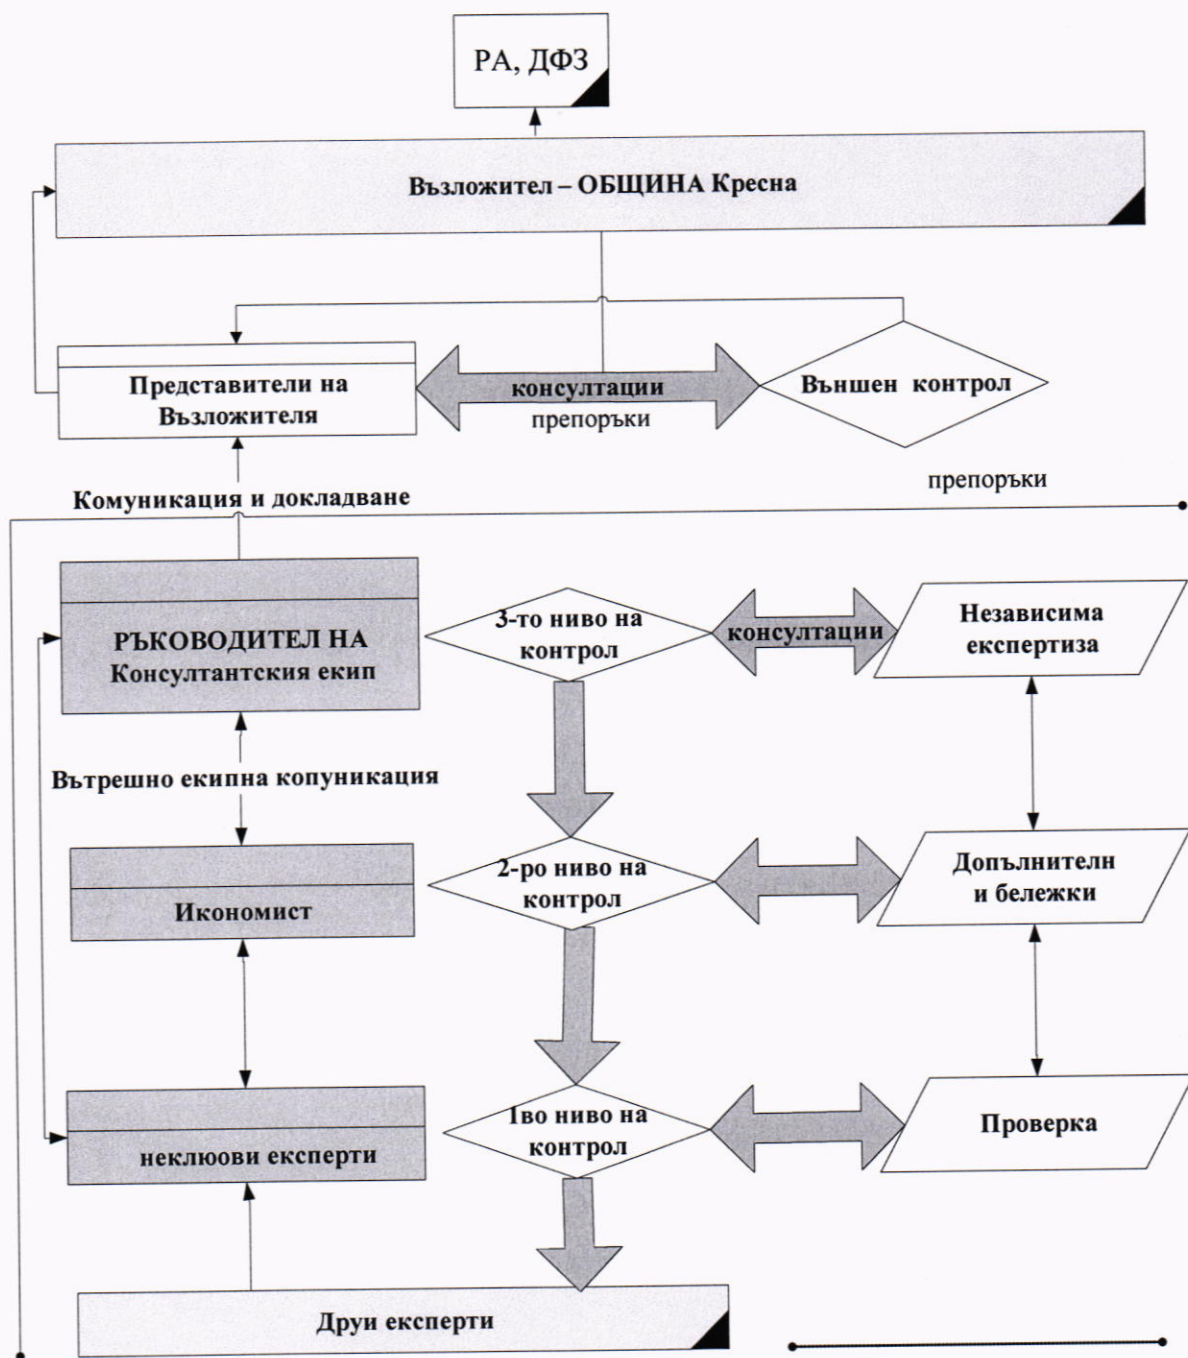 РА, ДФЗ
Възложител – ОБЩИНА Кресна
Представители на
Възложителя
консултации
препоръки
Външен контрол
препоръки
Комуникация и докладване
РЪКОВОДИТЕЛ НА
Консултантския екип
3-то ниво на
контрол
консултации
Независима
експертиза
Вътрешно екипна копуникация
Икономист
2-ро ниво на
контрол
Допълнителн
и бележки
неклюови експерти
1во ниво на
контрол
Проверка
Друи експерти